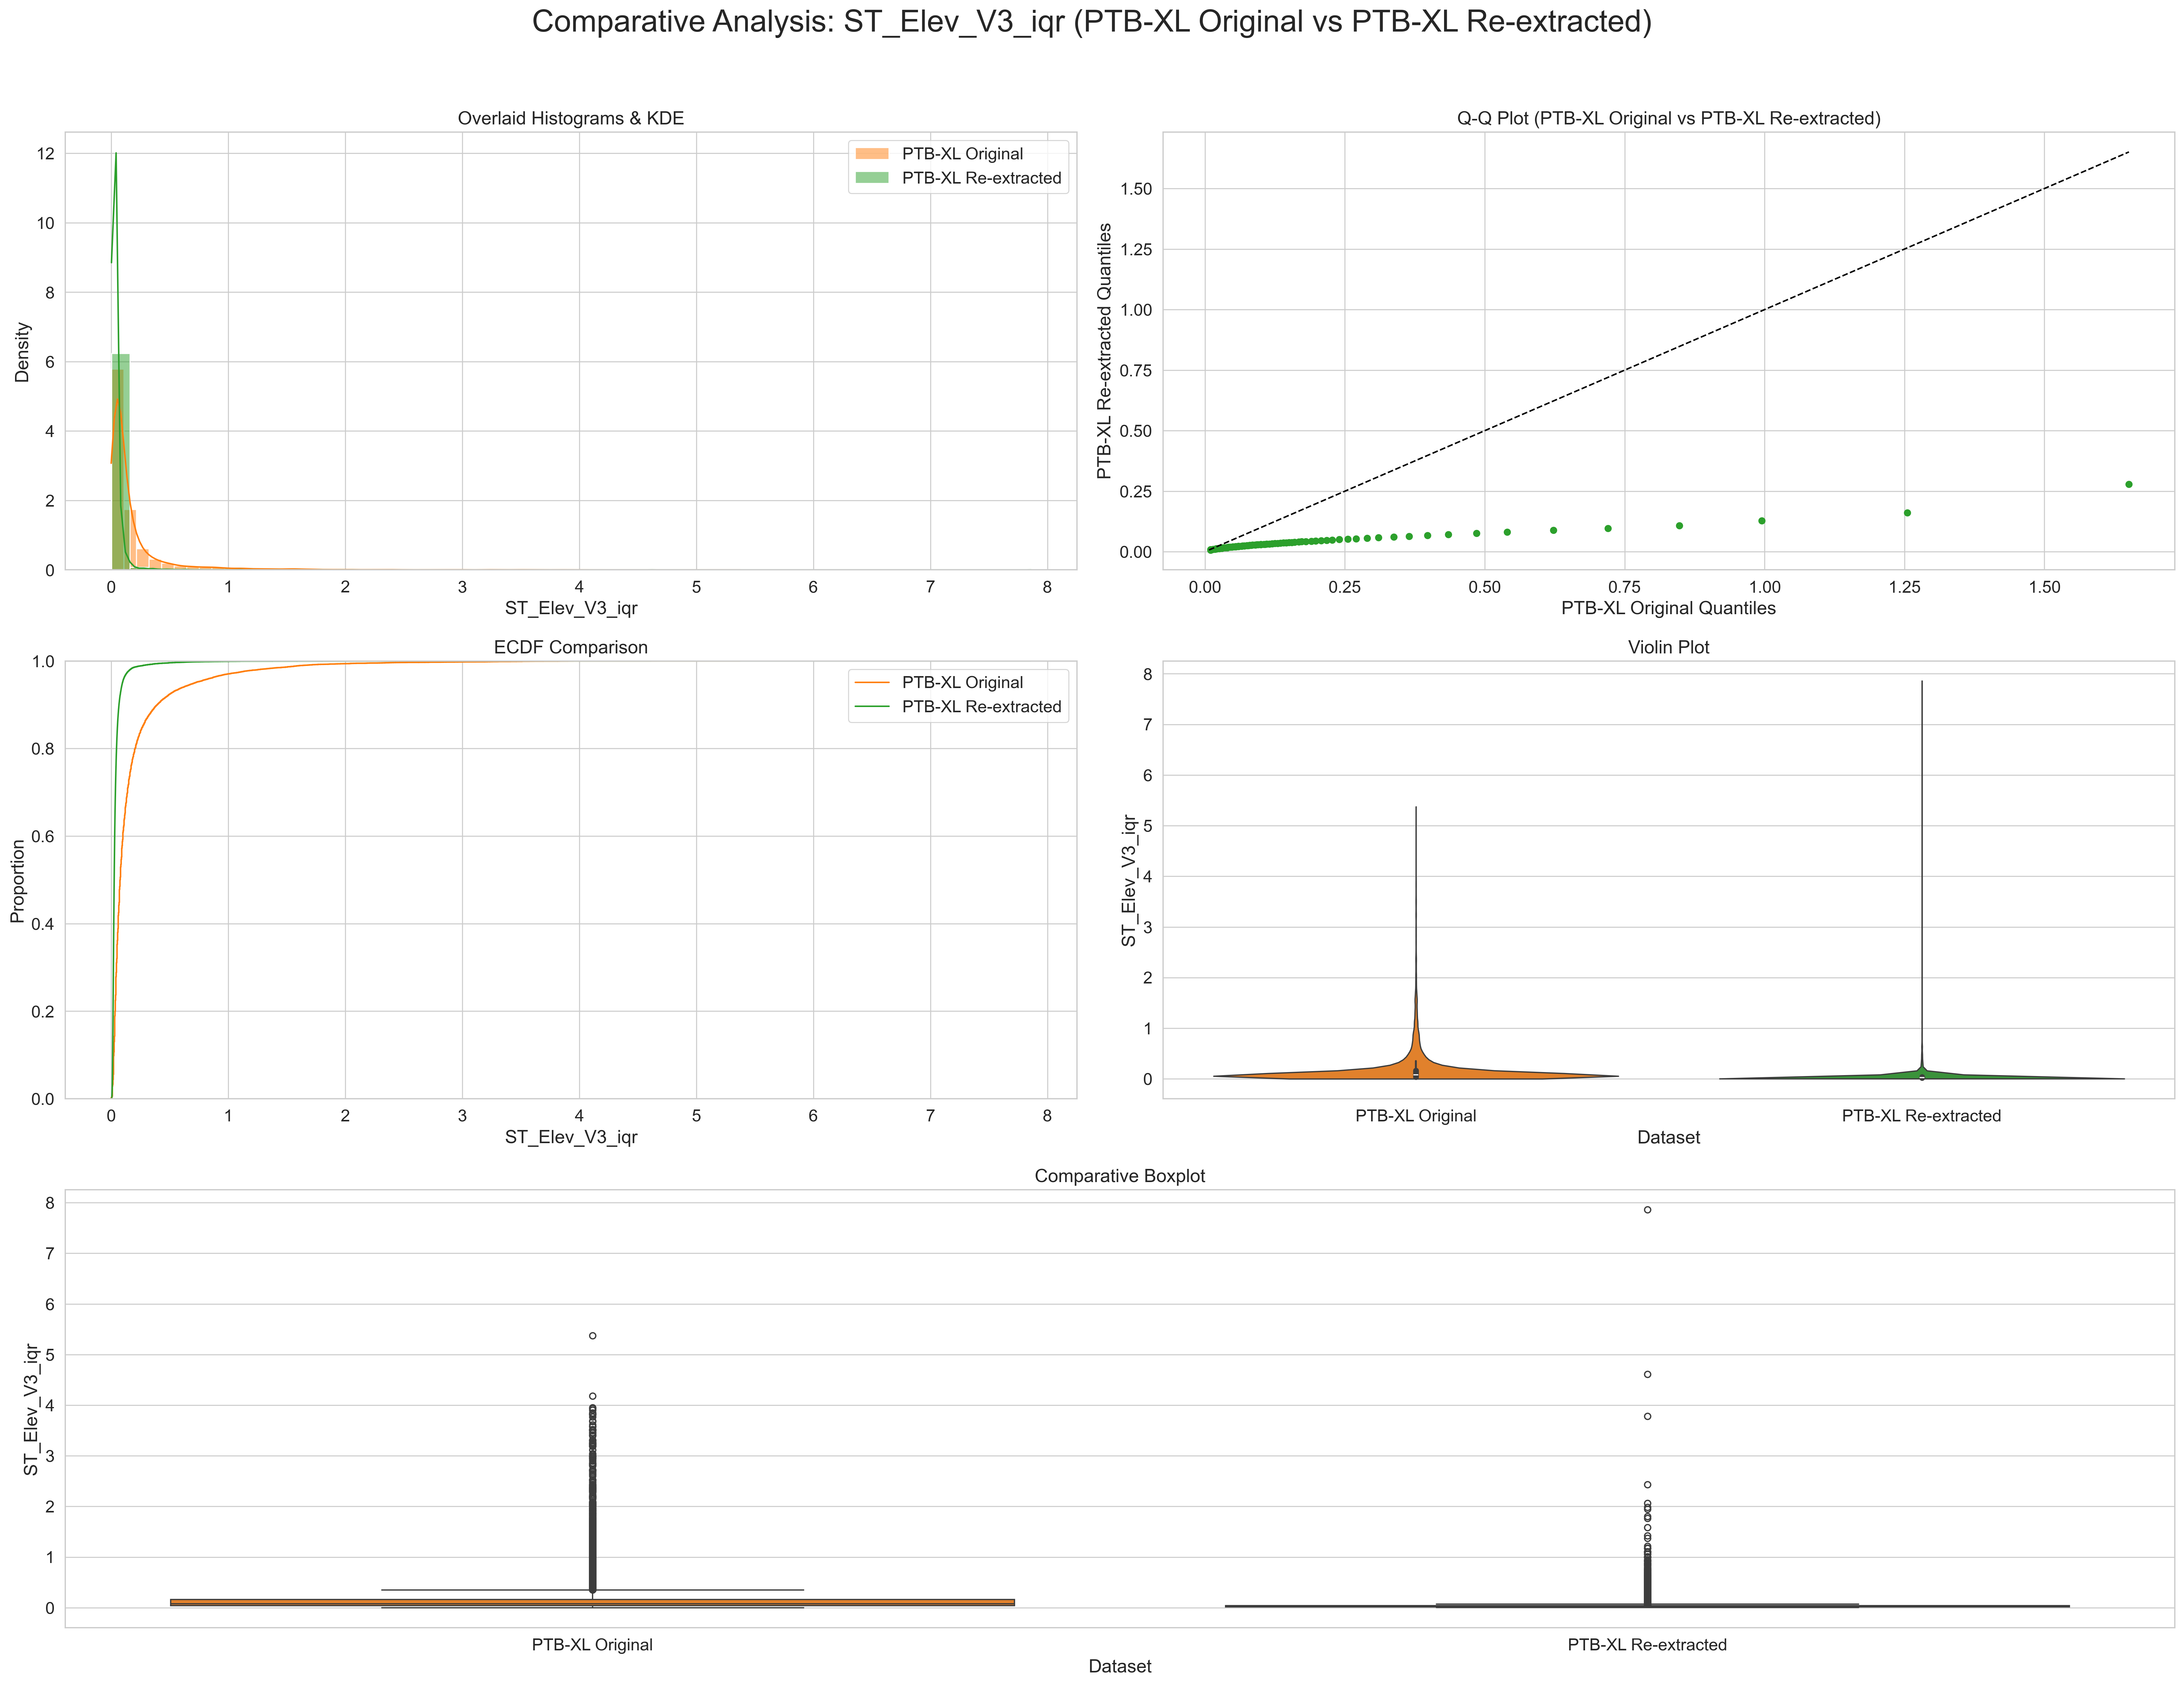 Comparative Analysis: ST_Elev_V3_iqr (PTB-XL Original vs PTB-XL Re-extracted)
Overlaid Histograms & KDE
PTB-XL Original
PTB-XL Re-extracted
Density
12
10
8
6
4
2
0
0 1 2 3 4 5 6 7 8
ST_Elev_V3_iqr
Q-Q Plot (PTB-XL Original vs PTB-XL Re-extracted)
PTB-XL Re-extracted Quantiles
1.50
1.25
1.00
0.75
0.50
0.25
0.00
0.00 0.25 0.50 0.75 1.00 1.25 1.50
PTB-XL Original Quantiles
ECDF Comparison
PTB-XL Original
PTB-XL Re-extracted
Proportion
1.0
0.8
0.6
0.4
0.2
0.0
0 1 2 3 4 5 6 7 8
ST_Elev_V3_iqr
Violin Plot
ST_Elev_V3_iqr
8
7
6
5
4
3
2
1
0
PTB-XL Original PTB-XL Re-extracted
Dataset
Comparative Boxplot
ST_Elev_V3_iqr
8
7
6
5
4
3
2
1
0
PTB-XL Original PTB-XL Re-extracted
Dataset